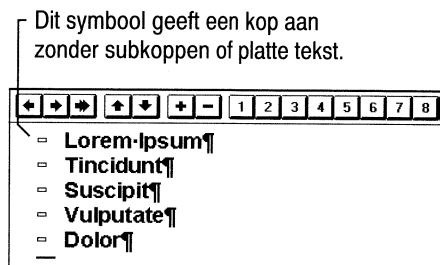 Dit symbool geeft een kop aan
zonder subkoppen of platte tekst.
+ − 1 2 3 4 5 6 7 8
Lorem·Ipsum¶
Tincidunt¶
Suscipit¶
Vulputate¶
Dolor¶